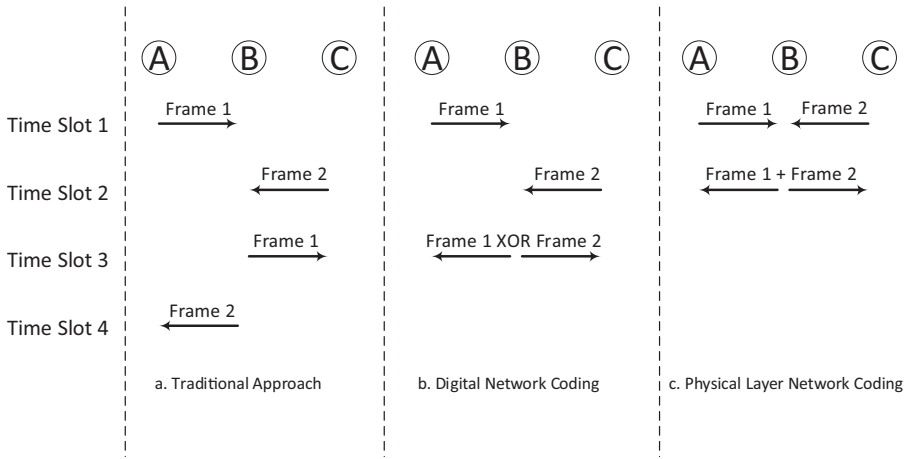 A B C A B C A B C
Time Slot 1 Frame 1 Frame 1 Frame 1 Frame 2
Time Slot 2 Frame 2 Frame 2 Frame 1 + Frame 2
Time Slot 3 Frame 1 Frame 1 XOR Frame 2
Time Slot 4 Frame 2
a. Traditional Approach b. Digital Network Coding c. Physical Layer Network Coding